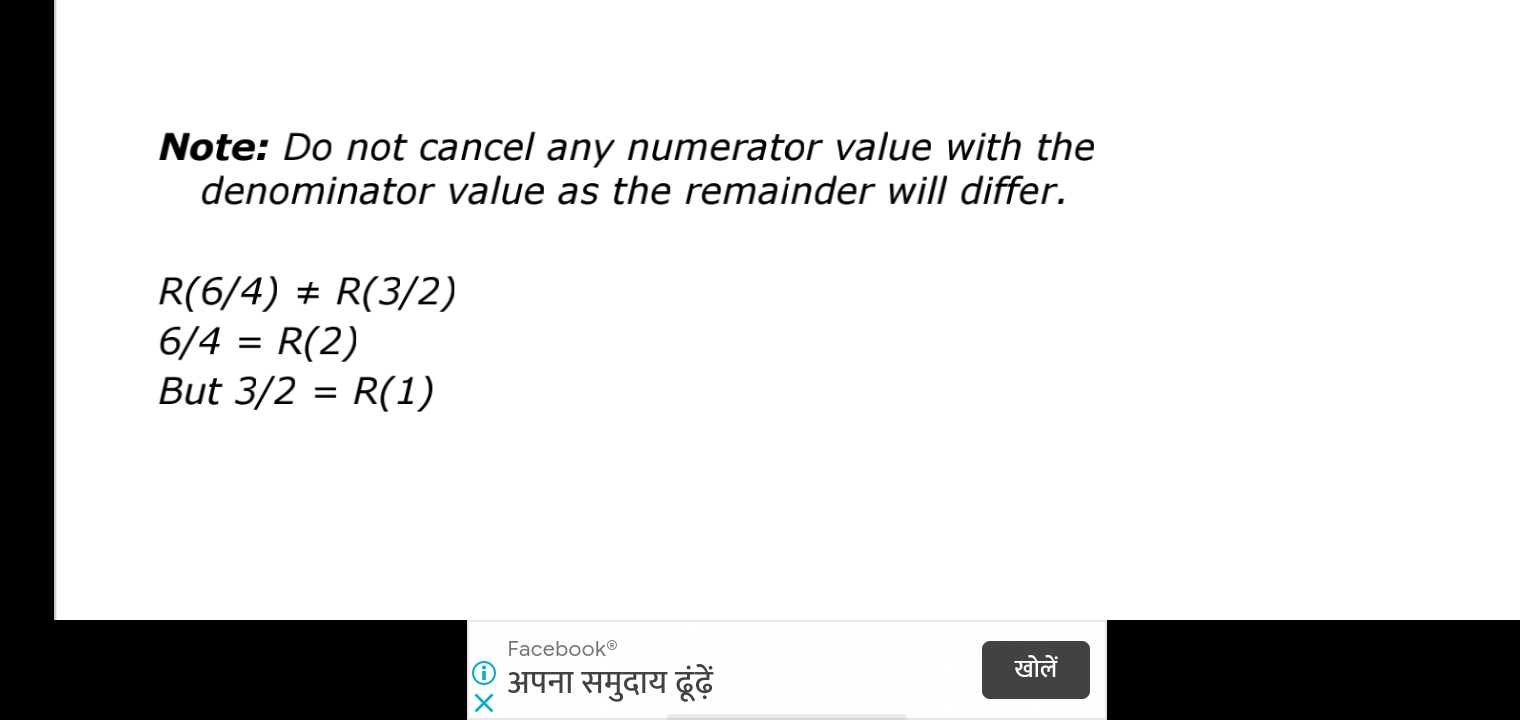 Note: Do not cancel any numerator value with the
denominator value as the remainder will differ.
R(6/4) ≠ R(3/2)
6/4 = R(2)
But 3/2 = R(1)
Facebook®
अपना समुदाय ढूंढ़ें
खोलें